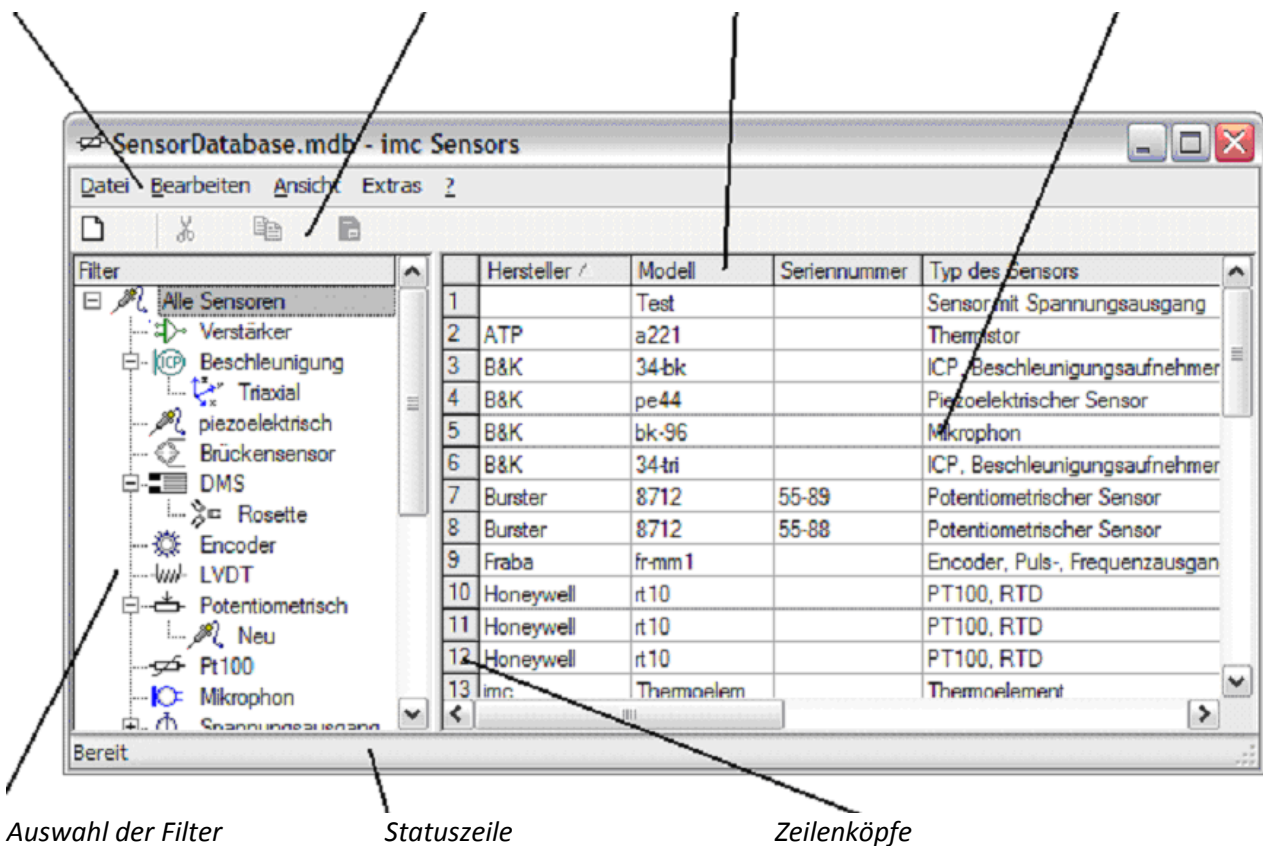 SensorDatabase.mdb - imc Sensors
Datei Bearbeiten Ansicht Extras ?
Filter
Alle Sensoren
Verstärker
ICP Beschleunigung
Triaxial
piezoelektrisch
Brückensensor
DMS
Rosette
Encoder
LVDT
Potentiometrisch
Neu
Pt100
Mikrophon
Spannungsausgang
Hersteller Modell Seriennummer Typ des Sensors
1 Test Sensor mit Spannungsausgang
2 ATP a221 Thermistor
3 B&K 34-bk ICP, Beschleunigungsaufnehmer
4 B&K pe44 Piezoelektrischer Sensor
5 B&K bk-96 Mikrophon
6 B&K 34-tri ICP, Beschleunigungsaufnehmer
7 Burster 8712 55-89 Potentiometrischer Sensor
8 Burster 8712 55-88 Potentiometrischer Sensor
9 Fraba fr-mm1 Encoder, Puls-, Frequenzausgan
10 Honeywell rt10 PT100, RTD
11 Honeywell rt10 PT100, RTD
12 Honeywell rt10 PT100, RTD
13 imc Thermoelem Thermoelement
Bereit
Auswahl der Filter Statuszeile Zeilenköpfe